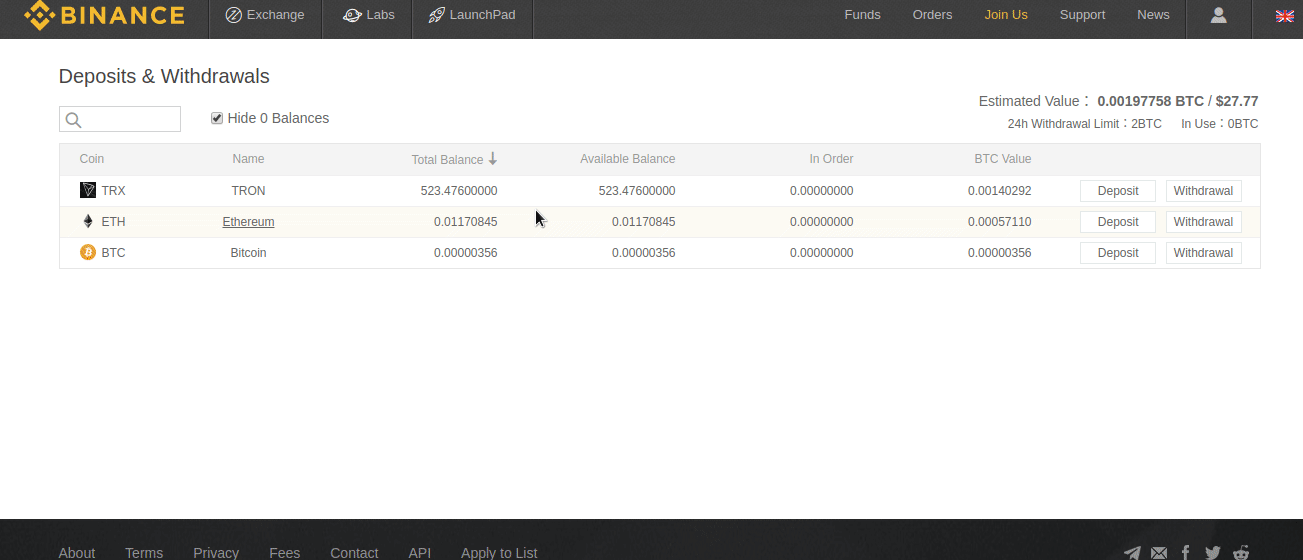 BINANCE Exchange Labs LaunchPad Funds Orders Join Us Support News
Deposits & Withdrawals
Estimated Value： 0.00197758 BTC / $27.77
Hide 0 Balances
24h Withdrawal Limit：2BTC In Use：0BTC
Coin Name Total Balance Available Balance In Order BTC Value
TRX TRON 523.47600000 523.47600000 0.00000000 0.00140292 Deposit Withdrawal
ETH Ethereum 0.01170845 0.01170845 0.00000000 0.00057110 Deposit Withdrawal
BTC Bitcoin 0.00000356 0.00000356 0.00000000 0.00000356 Deposit Withdrawal
About Terms Privacy Fees Contact API Apply to List